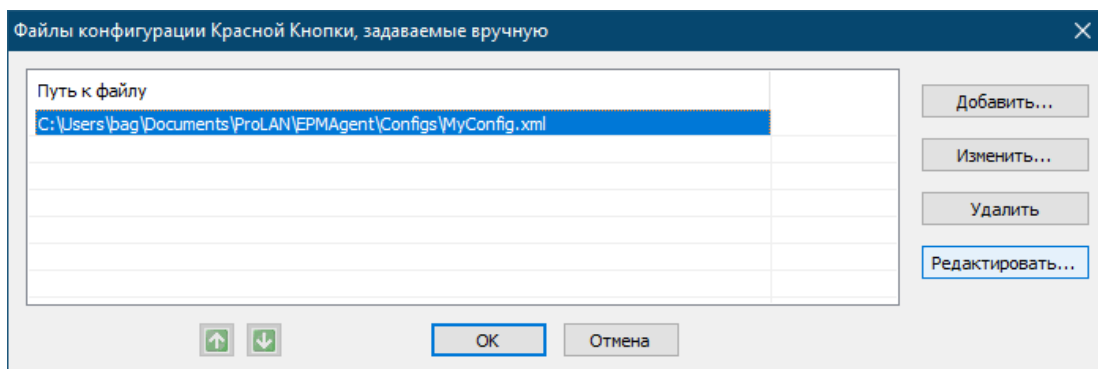 Файлы конфигурации Красной Кнопки, задаваемые вручную
Путь к файлу
C:\Users\bag\Documents\ProLAN\EPMAgent\Configs\MyConfig.xml
Добавить...
Изменить...
Удалить
Редактировать...
OK
Отмена